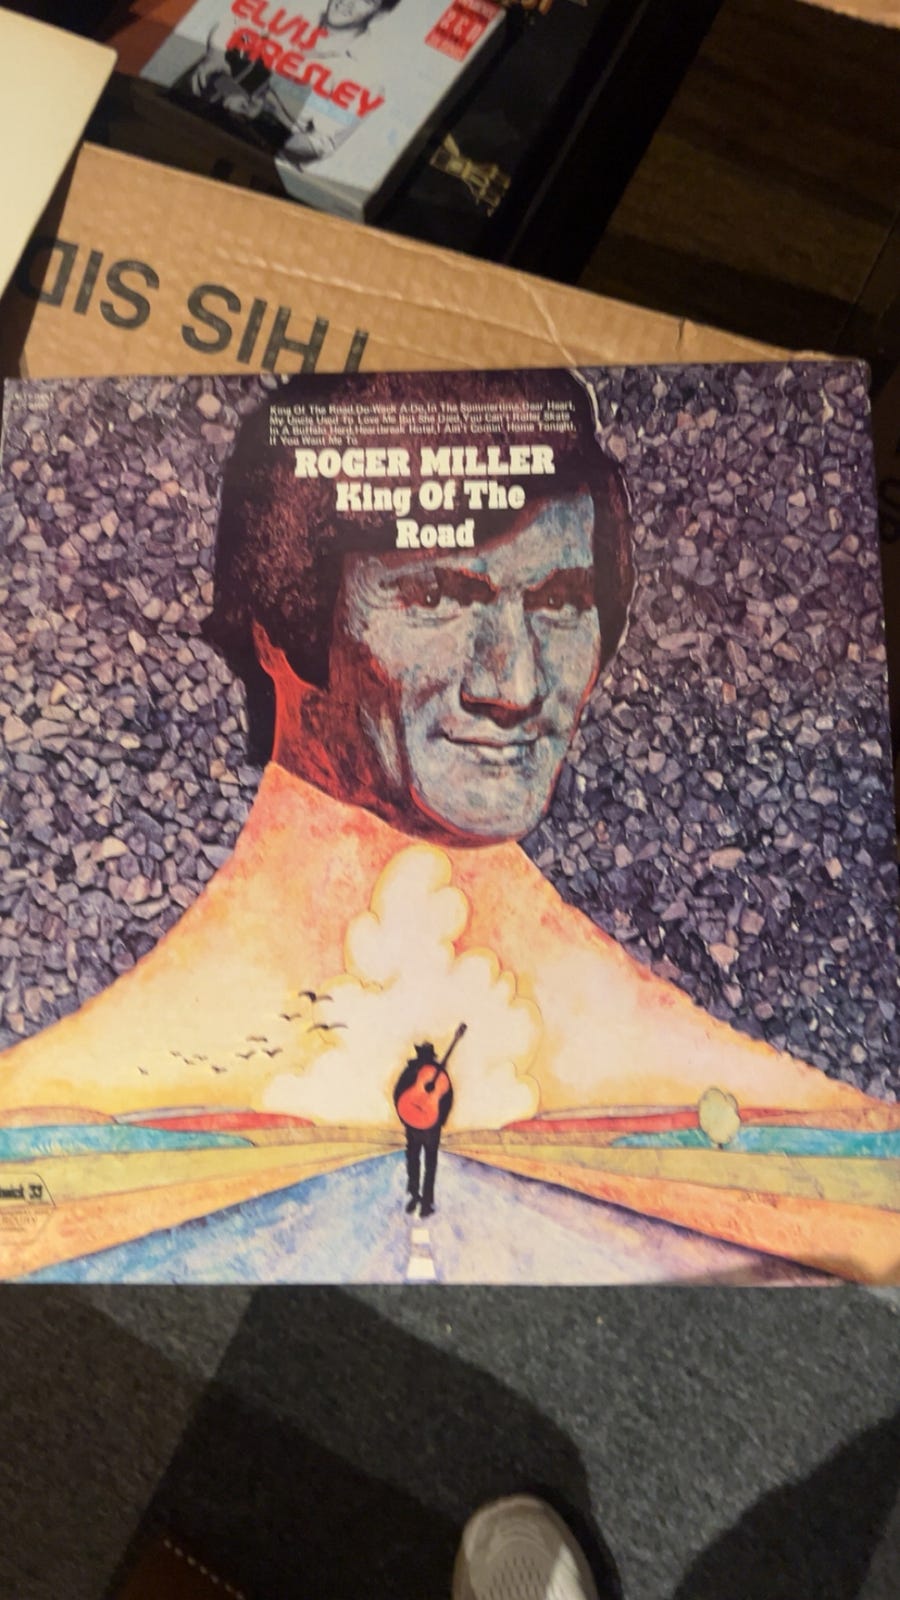 ELVIS
PRESLEY
THIS SID
King Of The Road, Do-Wack-A-Do, In The Summertime, Dear Heart,
My Uncle Used To Love Me But She Died, You Can't Roller Skate
In A Buffalo Herd, Heartbreak Hotel, Ain't Comin' Home Tonight,
If You Want Me To
ROGER MILLER
King Of The
Road
33